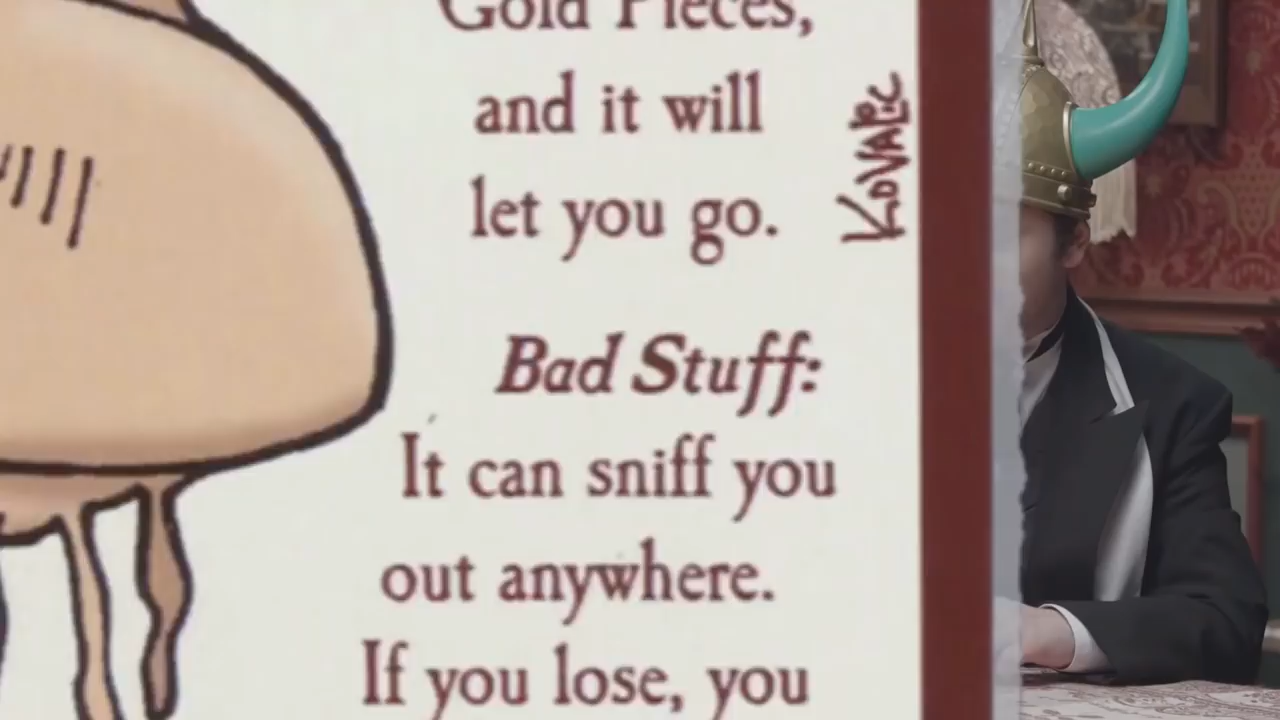 Gold Pieces,
and it will
let you go.
KOVALIC
Bad Stuff:
It can sniff you
out anywhere.
If you lose, you